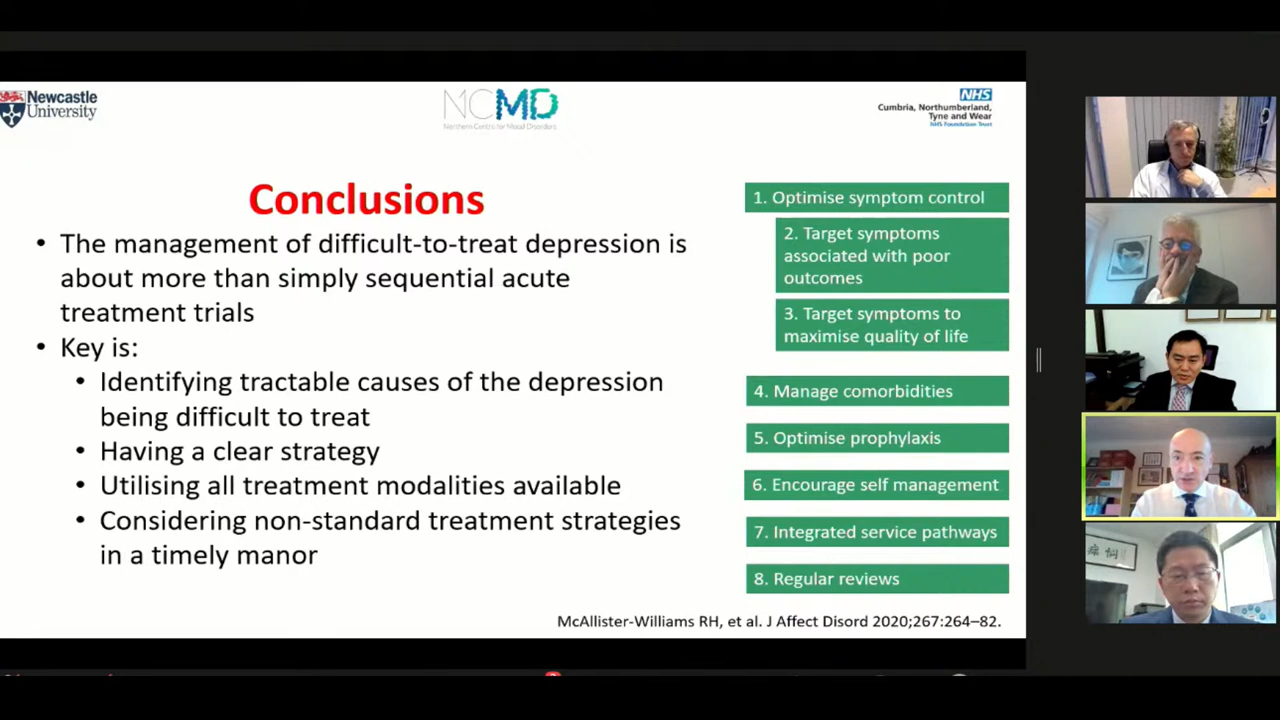 Newcastle
University
NCMD
Northern Centre for Mood Disorders
NHS
Cumbria, Northumberland,
Tyne and Wear
NHS Foundation Trust
Conclusions
• The management of difficult-to-treat depression is
about more than simply sequential acute
treatment trials
• Key is:
• Identifying tractable causes of the depression
being difficult to treat
• Having a clear strategy
• Utilising all treatment modalities available
• Considering non-standard treatment strategies
in a timely manor
1. Optimise symptom control
2. Target symptoms
associated with poor
outcomes
3. Target symptoms to
maximise quality of life
4. Manage comorbidities
5. Optimise prophylaxis
6. Encourage self management
7. Integrated service pathways
8. Regular reviews
McAllister-Williams RH, et al. J Affect Disord 2020;267:264–82.